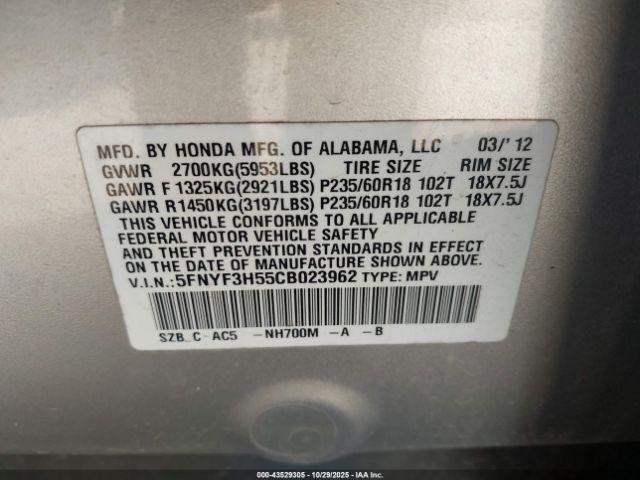 MFD. BY HONDA MFG. OF ALABAMA, LLC 03/' 12
GVWR 2700KG(5953LBS) TIRE SIZE RIM SIZE
GAWR F 1325KG(2921LBS) P235/60R18 102T 18X7.5J
GAWR R1450KG(3197LBS) P235/60R18 102T 18X7.5J
THIS VEHICLE CONFORMS TO ALL APPLICABLE
FEDERAL MOTOR VEHICLE SAFETY
AND THEFT PREVENTION STANDARDS IN EFFECT
ON THE DATE OF MANUFACTURE SHOWN ABOVE.
V.I.N.:5FNYF3H55CB023962 TYPE: MPV
SZB_C-AC5 -NH700M -A -B
000-43529305 - 10/29/2025 - IAA Inc.